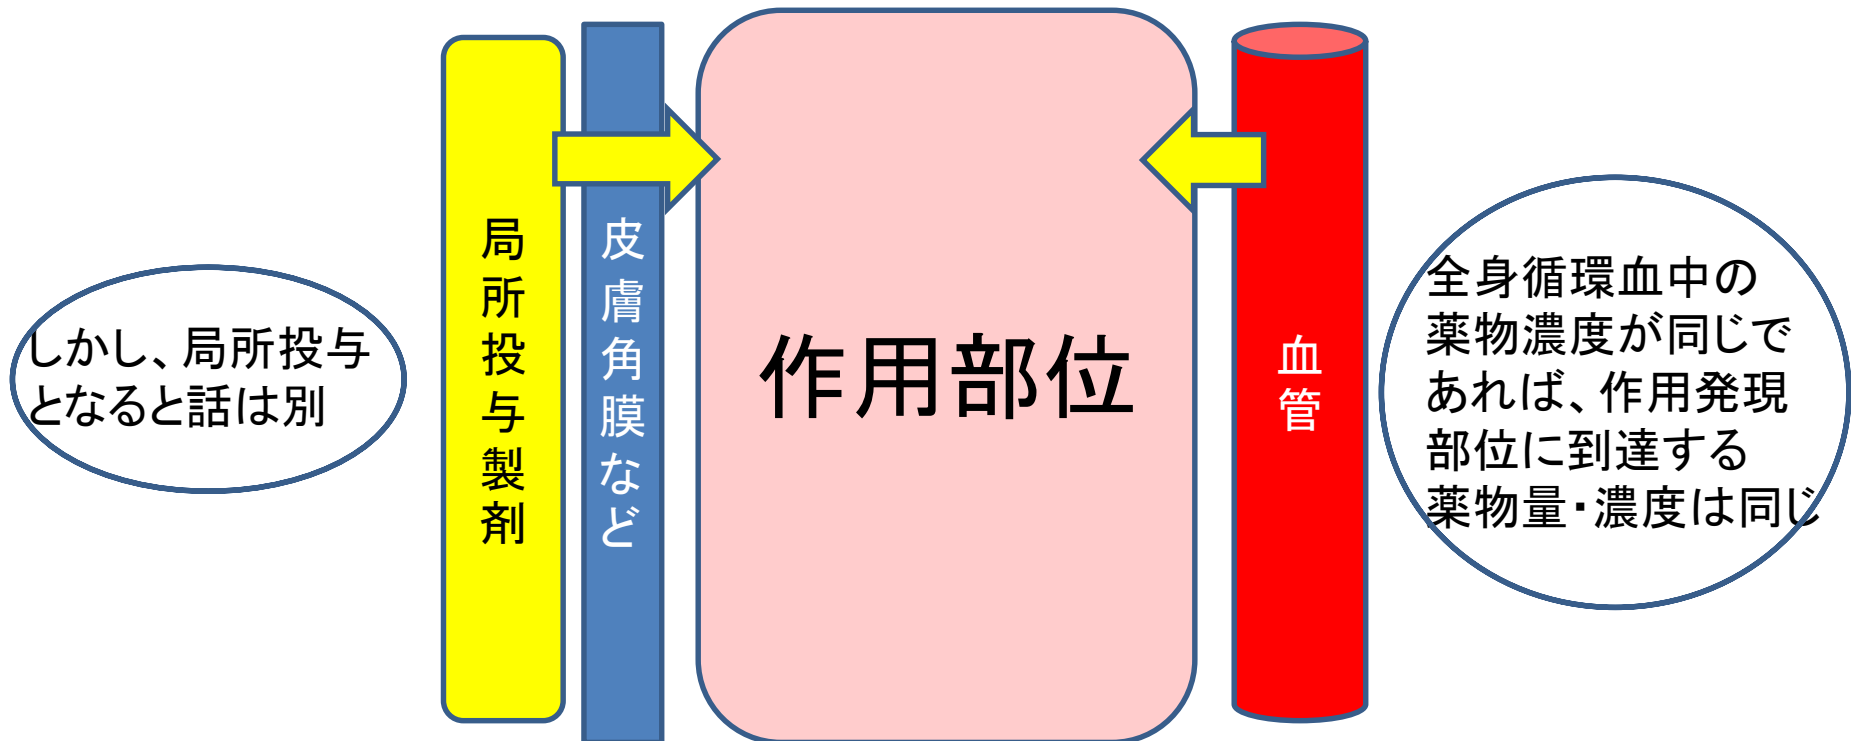 しかし、局所投与
となると話は別
局所投与製剤
皮膚角膜など
作用部位
血管
全身循環血中の
薬物濃度が同じで
あれば、作用発現
部位に到達する
薬物量・濃度は同じ